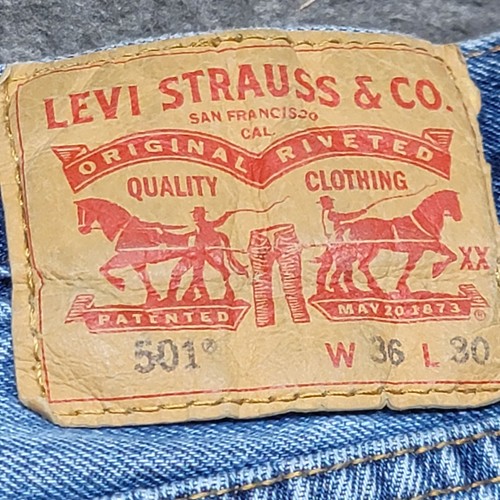 LEVI STRAUSS & CO.
SAN FRANCISCO
CAL.
ORIGINAL RIVETED
QUALITY CLOTHING
XX
PATENTED MAY 20 1873 ®
501® W 36 L 30